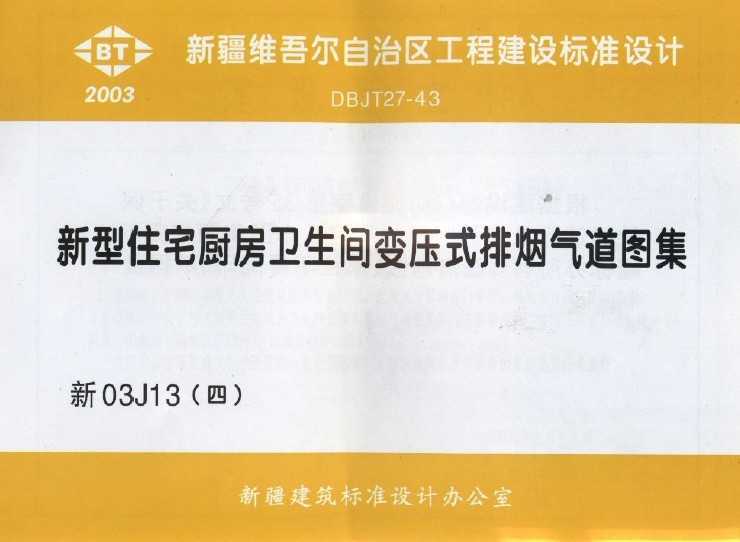 BT
2003
新疆维吾尔自治区工程建设标准设计
DBJT27-43
新型住宅厨房卫生间变压式排烟气道图集
新03J13（四）
新疆建筑标准设计办公室